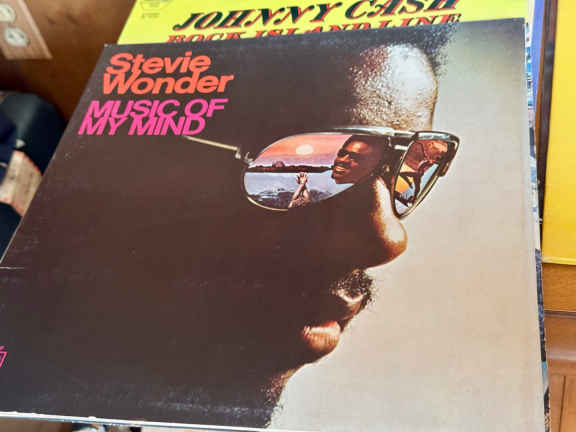 JOHNNY CASH
ROCK ISLAND LINE
Stevie
Wonder
MUSIC OF
MY MIND